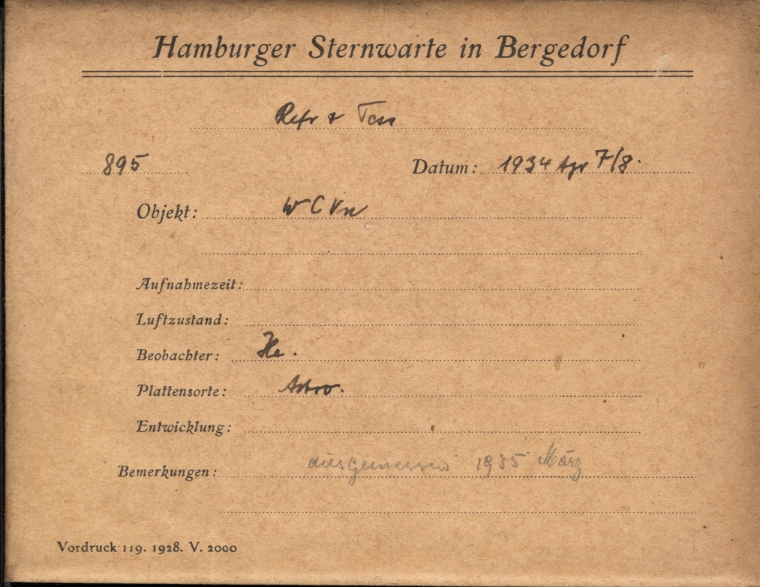 Hamburger Sternwarte in Bergedorf
Refr + Tess
895 Datum: 1934 Apr 7/8.
Objekt: W C Vn
Aufnahmezeit:
Luftzustand:
Beobachter: He.
Plattensorte: Astro.
Entwicklung:
Bemerkungen: ausgemessen 1935 März
Vordruck 119. 1928. V. 2000